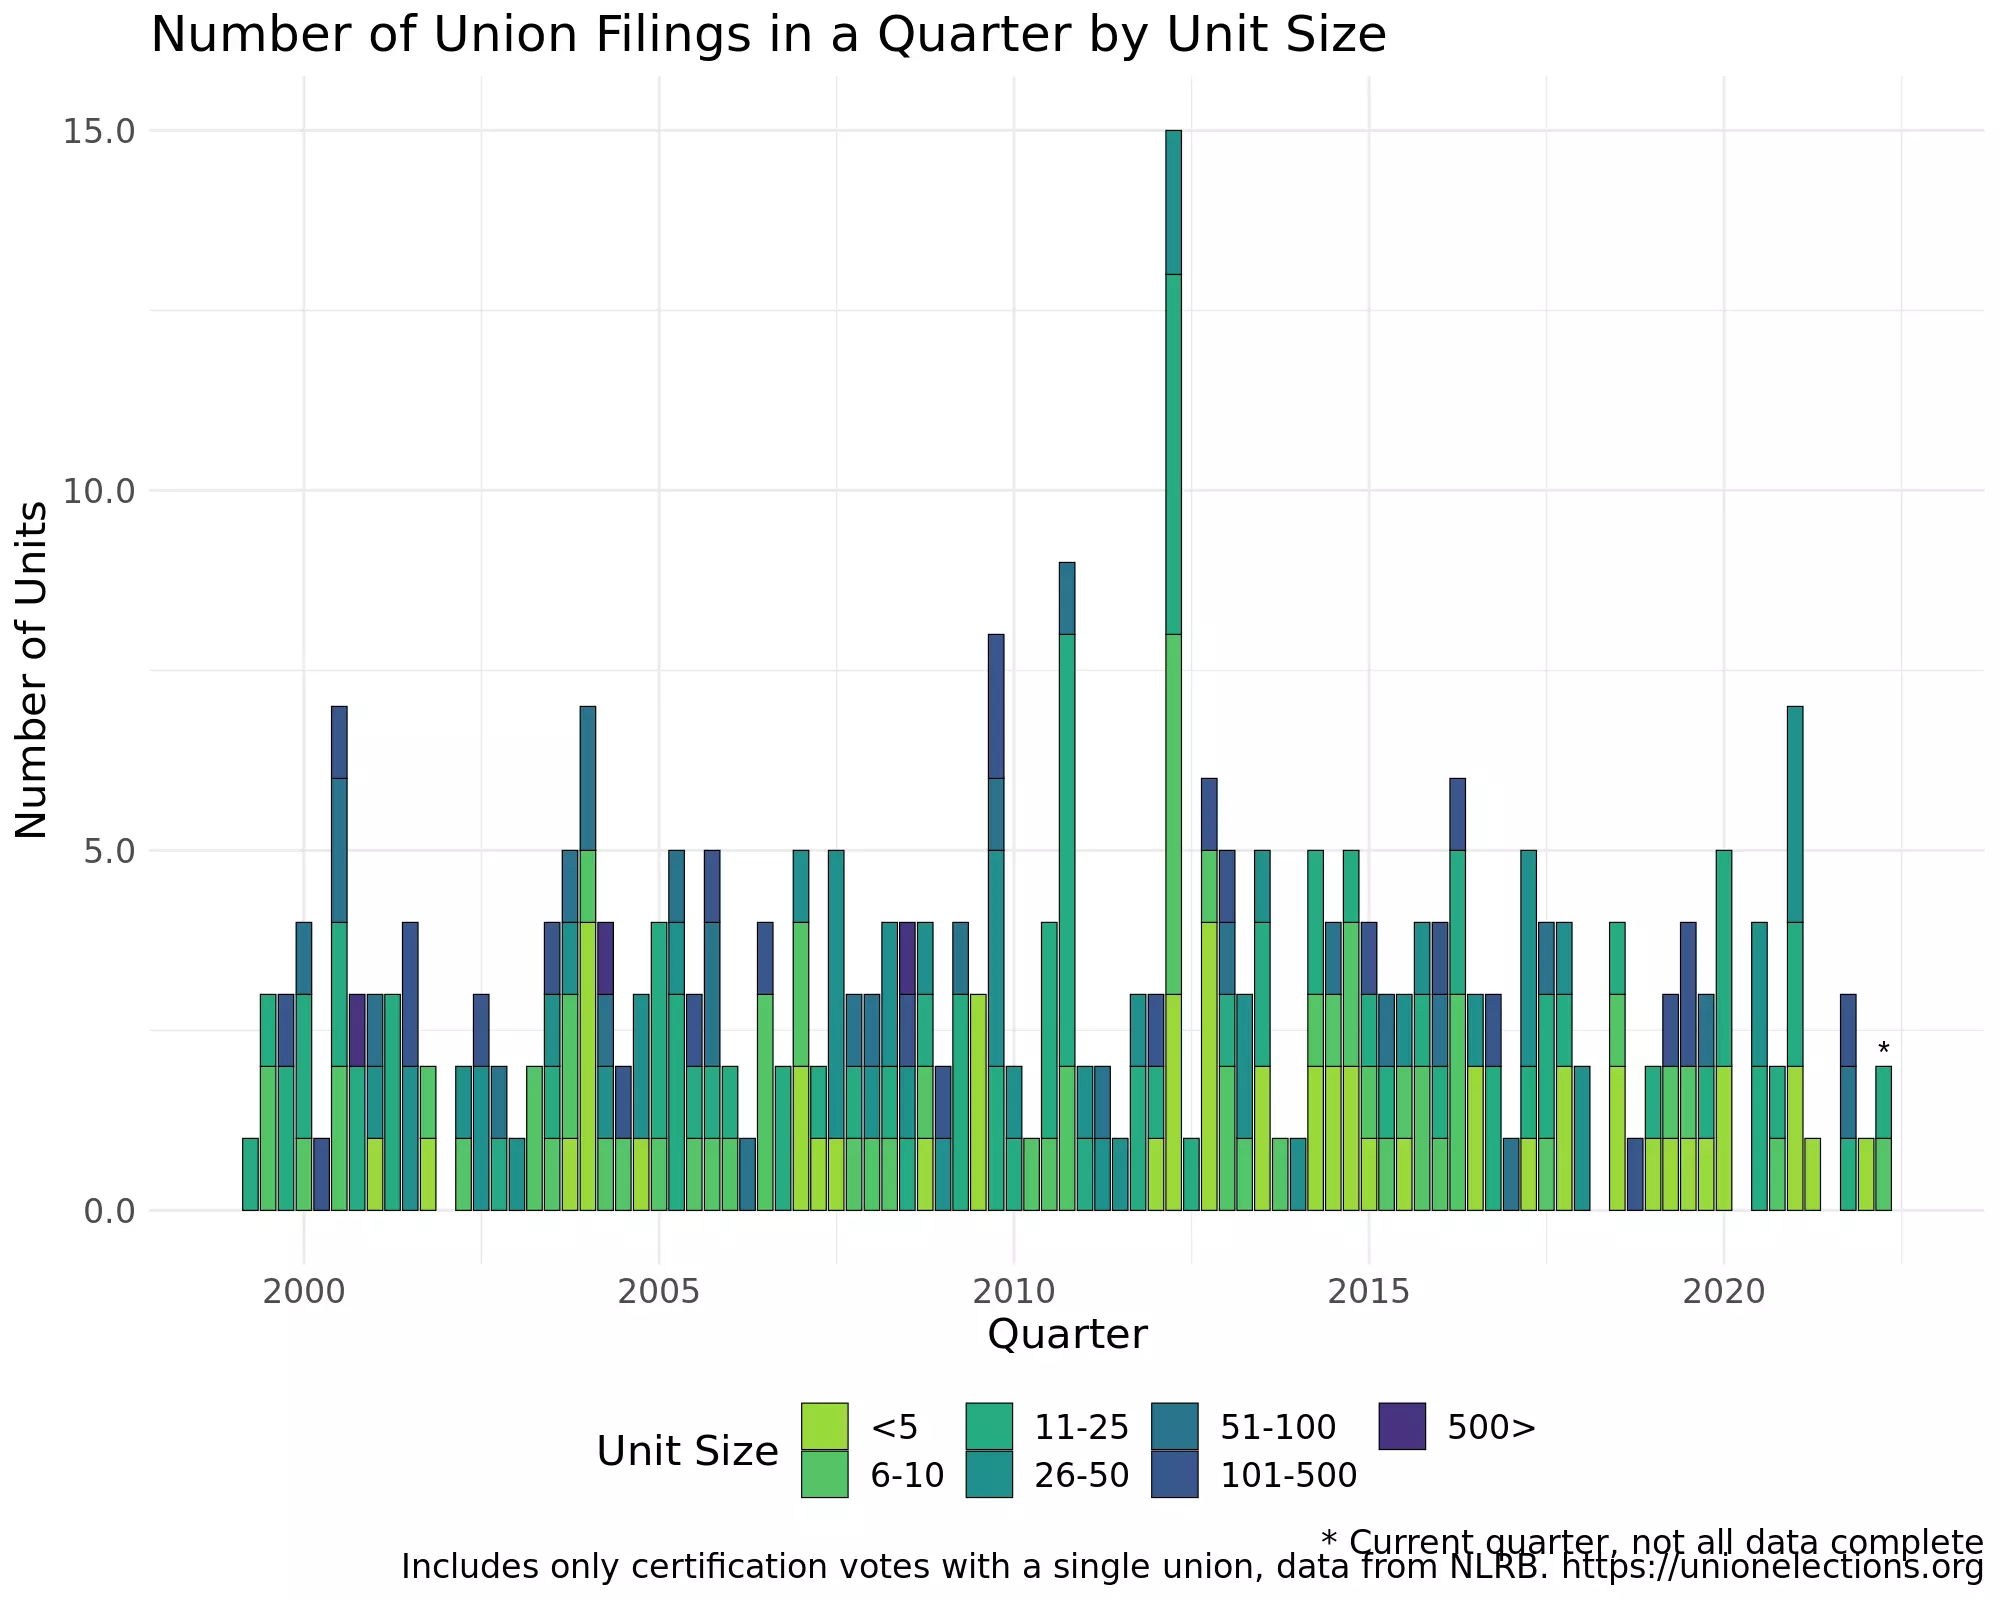 Number of Union Filings in a Quarter by Unit Size
Number of Units
15.0
10.0
5.0
0.0
*
2000 2005 2010 2015 2020
Quarter
Unit Size
<5 11-25 51-100 500>
6-10 26-50 101-500
* Current quarter, not all data complete
Includes only certification votes with a single union, data from NLRB. https://unionelections.org